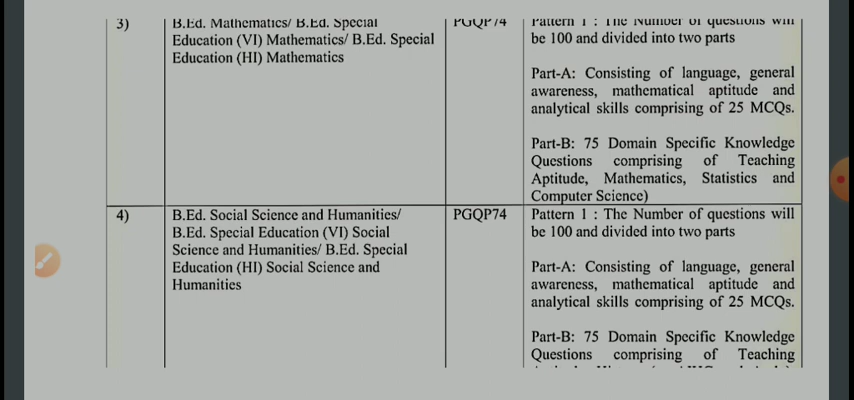 3)
B.Ed. Mathematics/ B.Ed. Special
Education (VI) Mathematics/ B.Ed. Special
Education (HI) Mathematics
PGQP74
Pattern 1 : The Number of questions will
be 100 and divided into two parts
Part-A: Consisting of language, general
awareness, mathematical aptitude and
analytical skills comprising of 25 MCQs.
Part-B: 75 Domain Specific Knowledge
Questions comprising of Teaching
Aptitude, Mathematics, Statistics and
Computer Science)
4)
B.Ed. Social Science and Humanities/
B.Ed. Special Education (VI) Social
Science and Humanities/ B.Ed. Special
Education (HI) Social Science and
Humanities
PGQP74
Pattern 1 : The Number of questions will
be 100 and divided into two parts
Part-A: Consisting of language, general
awareness, mathematical aptitude and
analytical skills comprising of 25 MCQs.
Part-B: 75 Domain Specific Knowledge
Questions comprising of Teaching